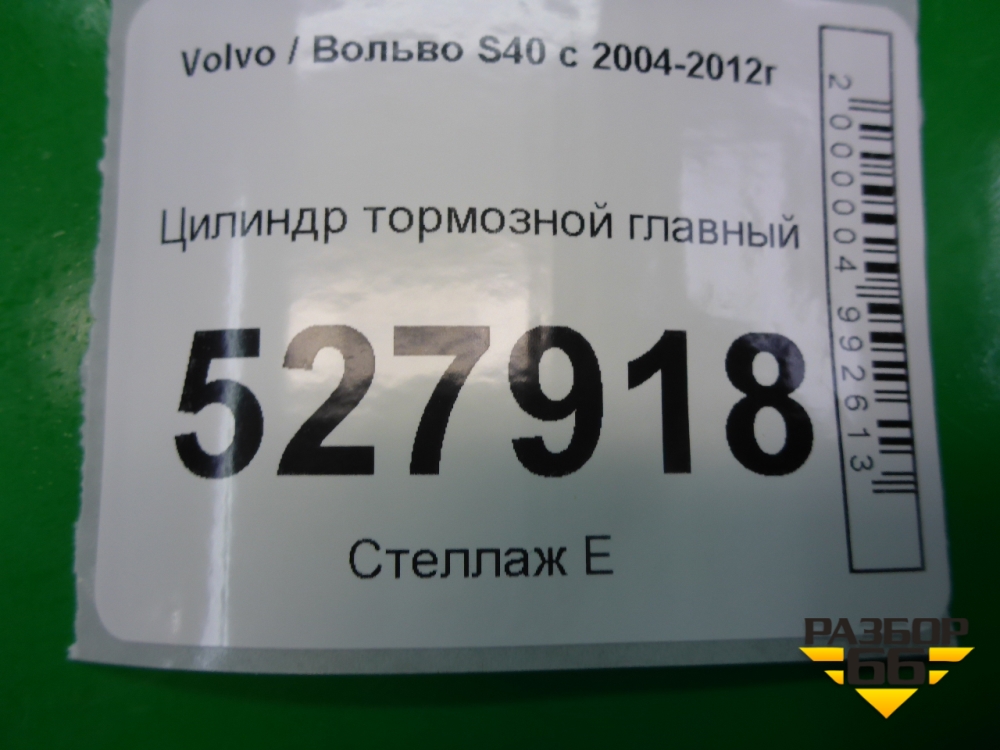 Volvo / Вольво S40 с 2004-2012г
Цилиндр тормозной главный
527918
Стеллаж Е
2000004992613
РАЗБОР
66